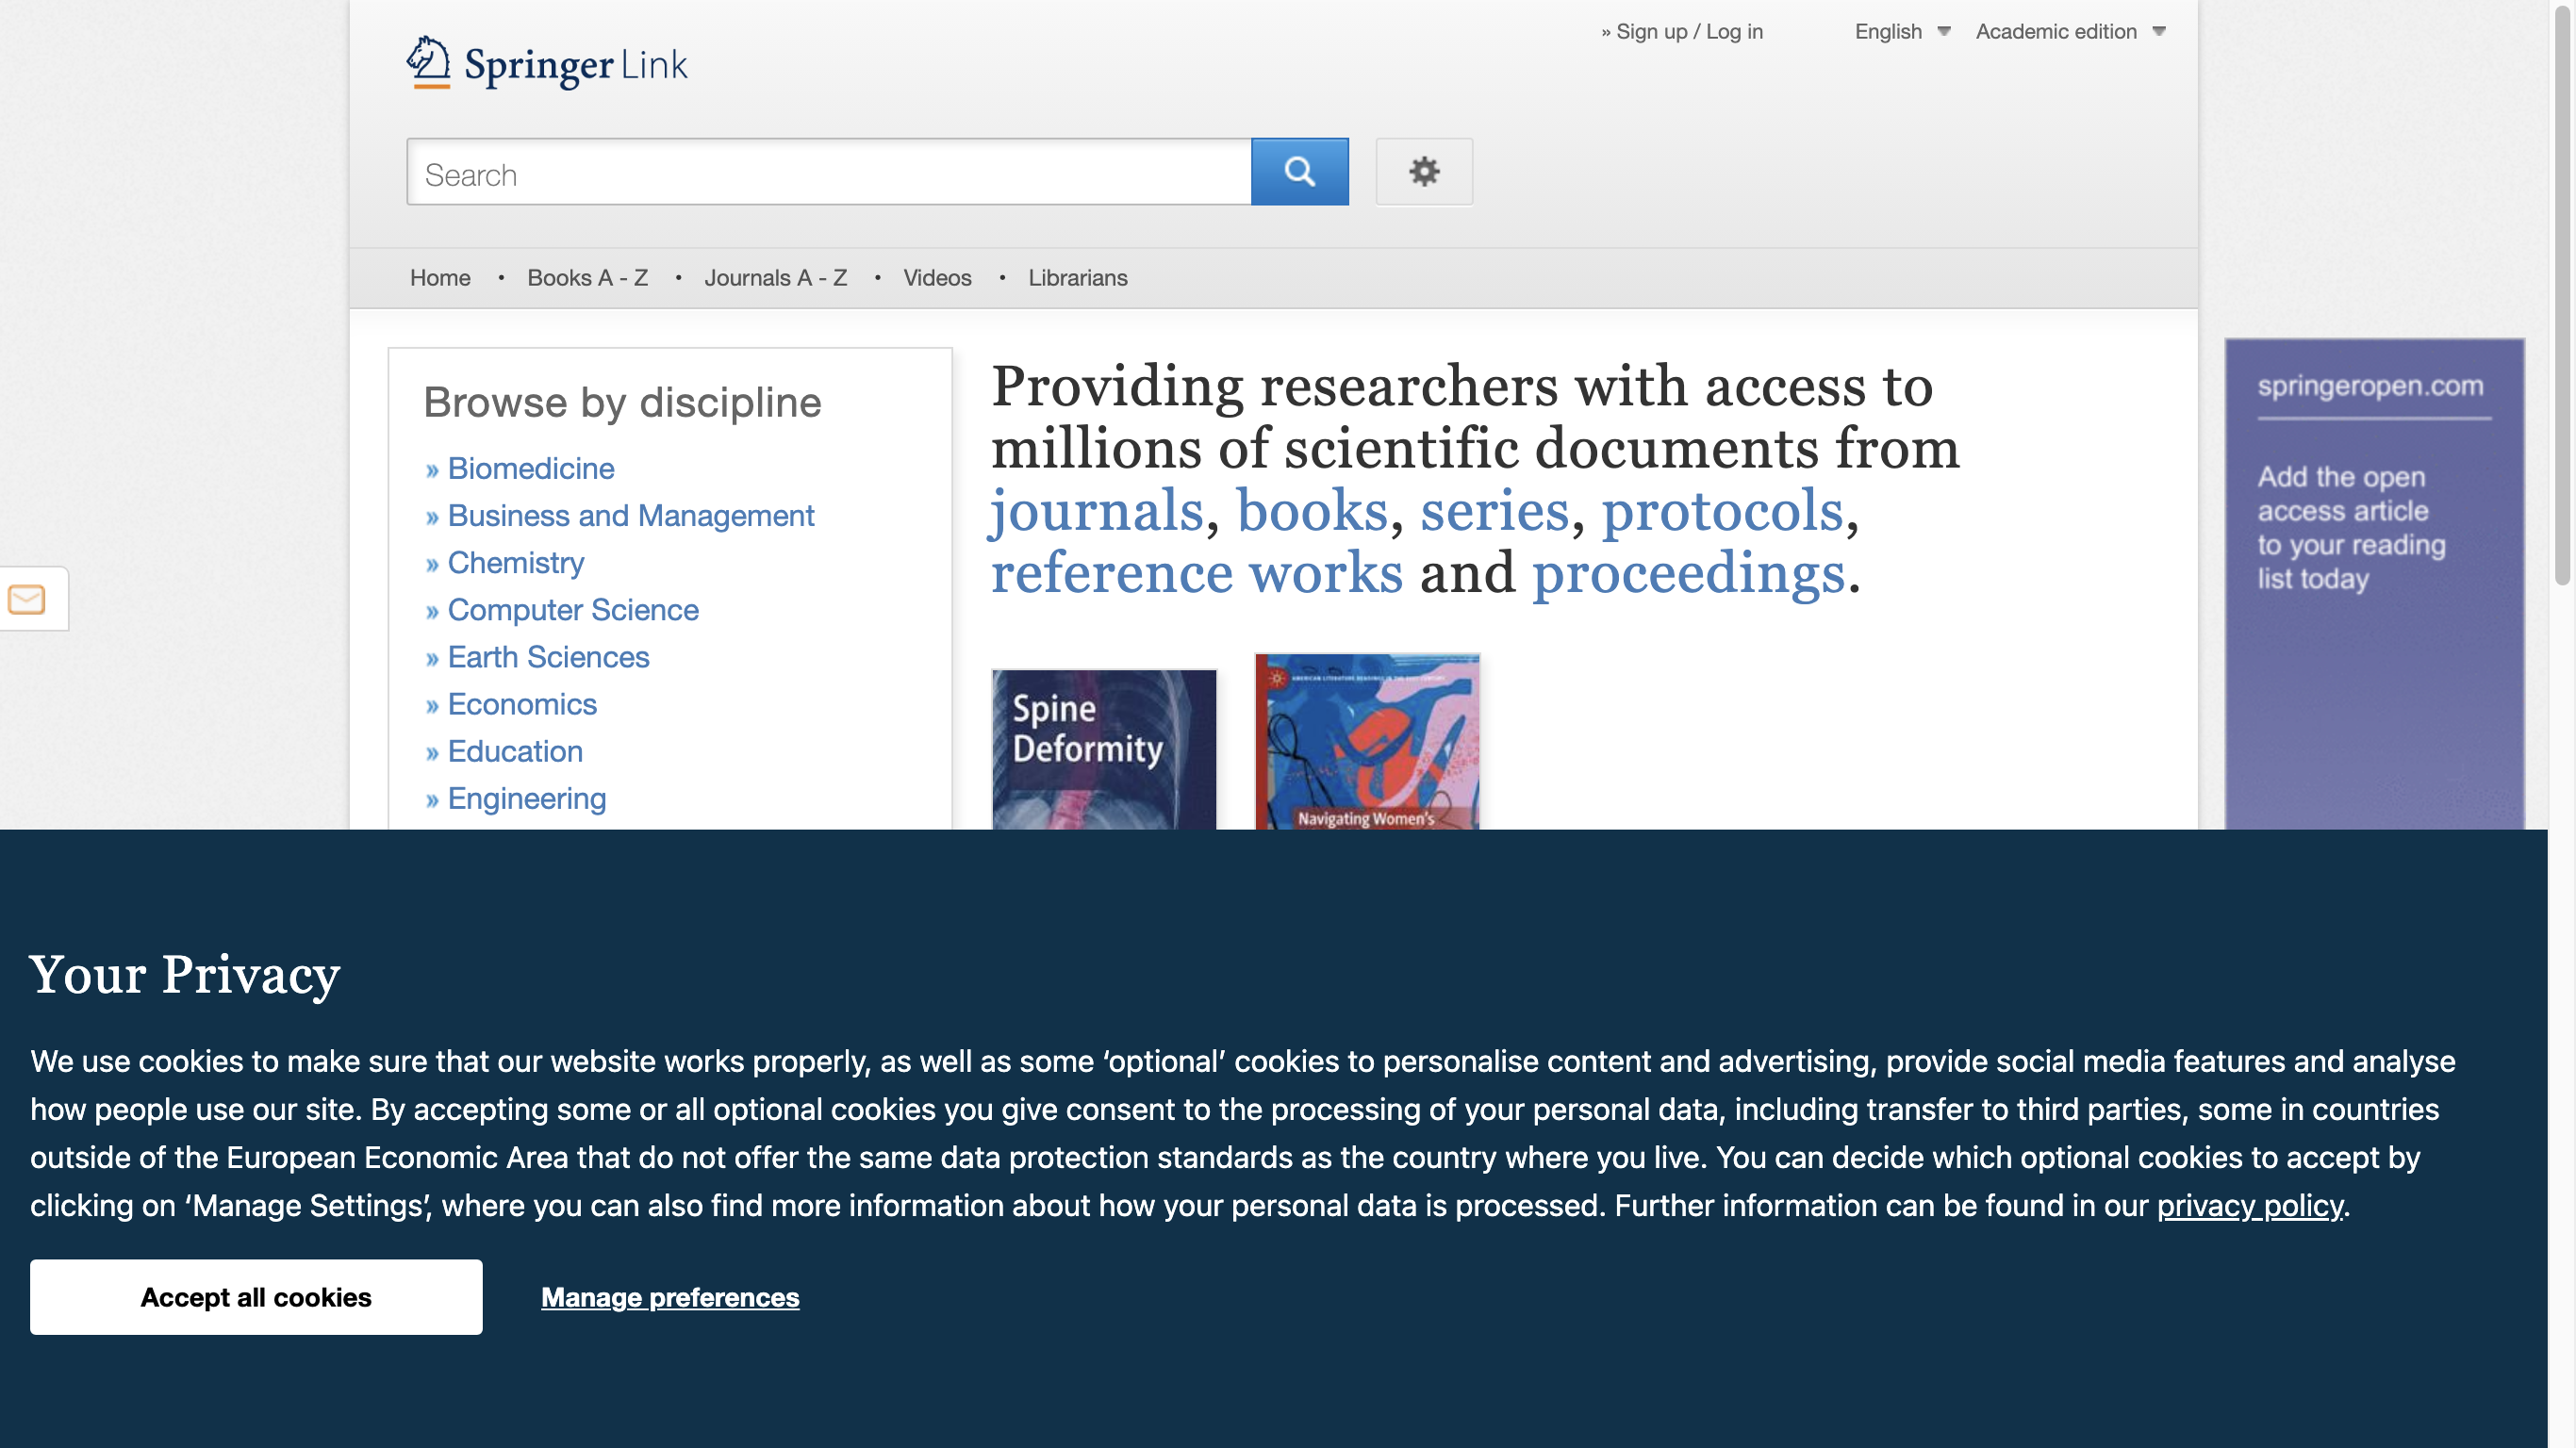 » Sign up / Log in
English
Academic edition
Springer Link
Search
Home • Books A - Z • Journals A - Z • Videos • Librarians
Browse by discipline
» Biomedicine
» Business and Management
» Chemistry
» Computer Science
» Earth Sciences
» Economics
» Education
» Engineering
Providing researchers with access to
millions of scientific documents from
journals, books, series, protocols,
reference works and proceedings.
Spine
Deformity
AMERICAN LITERATURE READINGS IN THE 21ST CENTURY
Navigating Women's
springeropen.com
Add the open
access article
to your reading
list today
Your Privacy
We use cookies to make sure that our website works properly, as well as some ‘optional’ cookies to personalise content and advertising, provide social media features and analyse
how people use our site. By accepting some or all optional cookies you give consent to the processing of your personal data, including transfer to third parties, some in countries
outside of the European Economic Area that do not offer the same data protection standards as the country where you live. You can decide which optional cookies to accept by
clicking on ‘Manage Settings’, where you can also find more information about how your personal data is processed. Further information can be found in our privacy policy.
Accept all cookies
Manage preferences